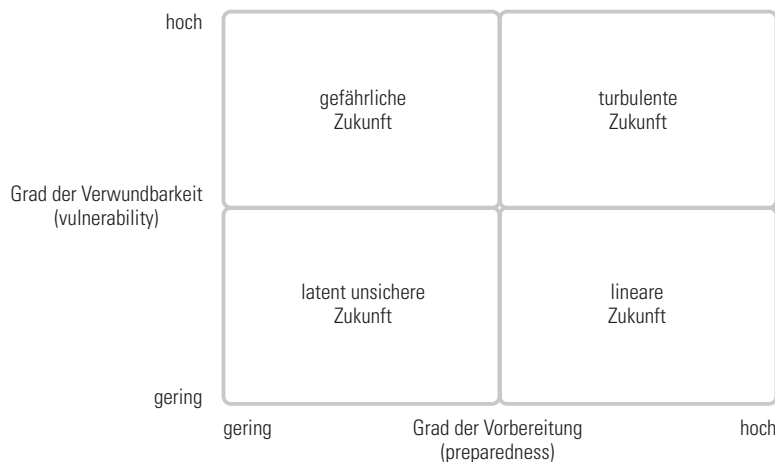 hoch
gefährliche
Zukunft
turbulente
Zukunft
Grad der Verwundbarkeit
(vulnerability)
latent unsichere
Zukunft
lineare
Zukunft
gering
gering
Grad der Vorbereitung
(preparedness)
hoch